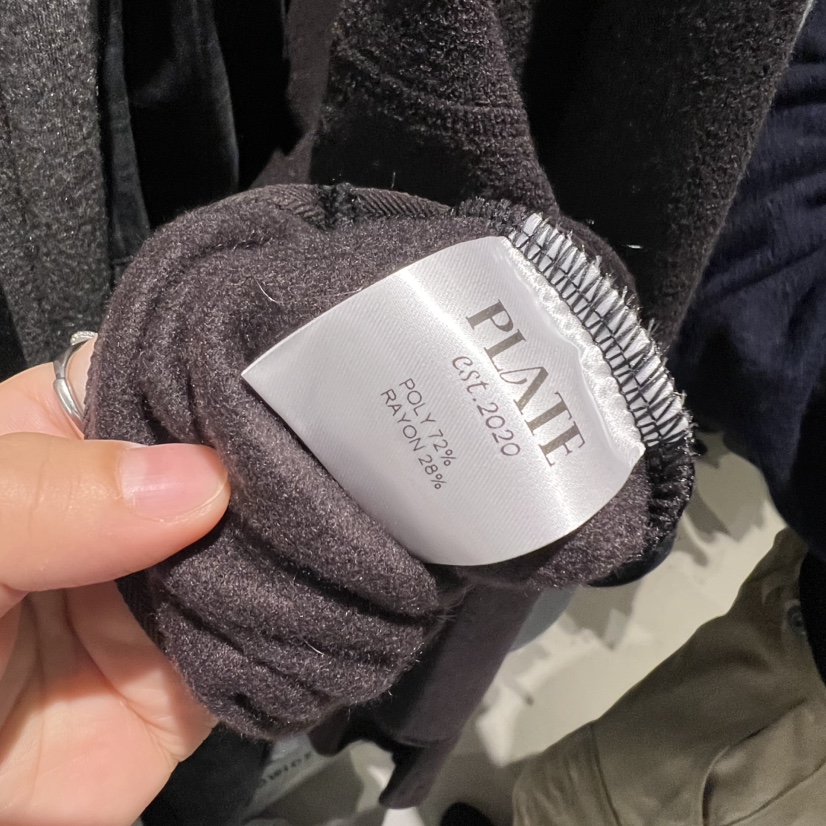 PLATE
est. 2020
POLY 72%
RAYON 28%